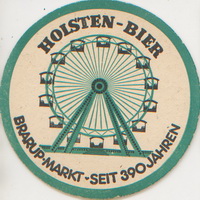 HOLSTEN-BIER
BRARUP-MARKT-SEIT 390 JAHREN